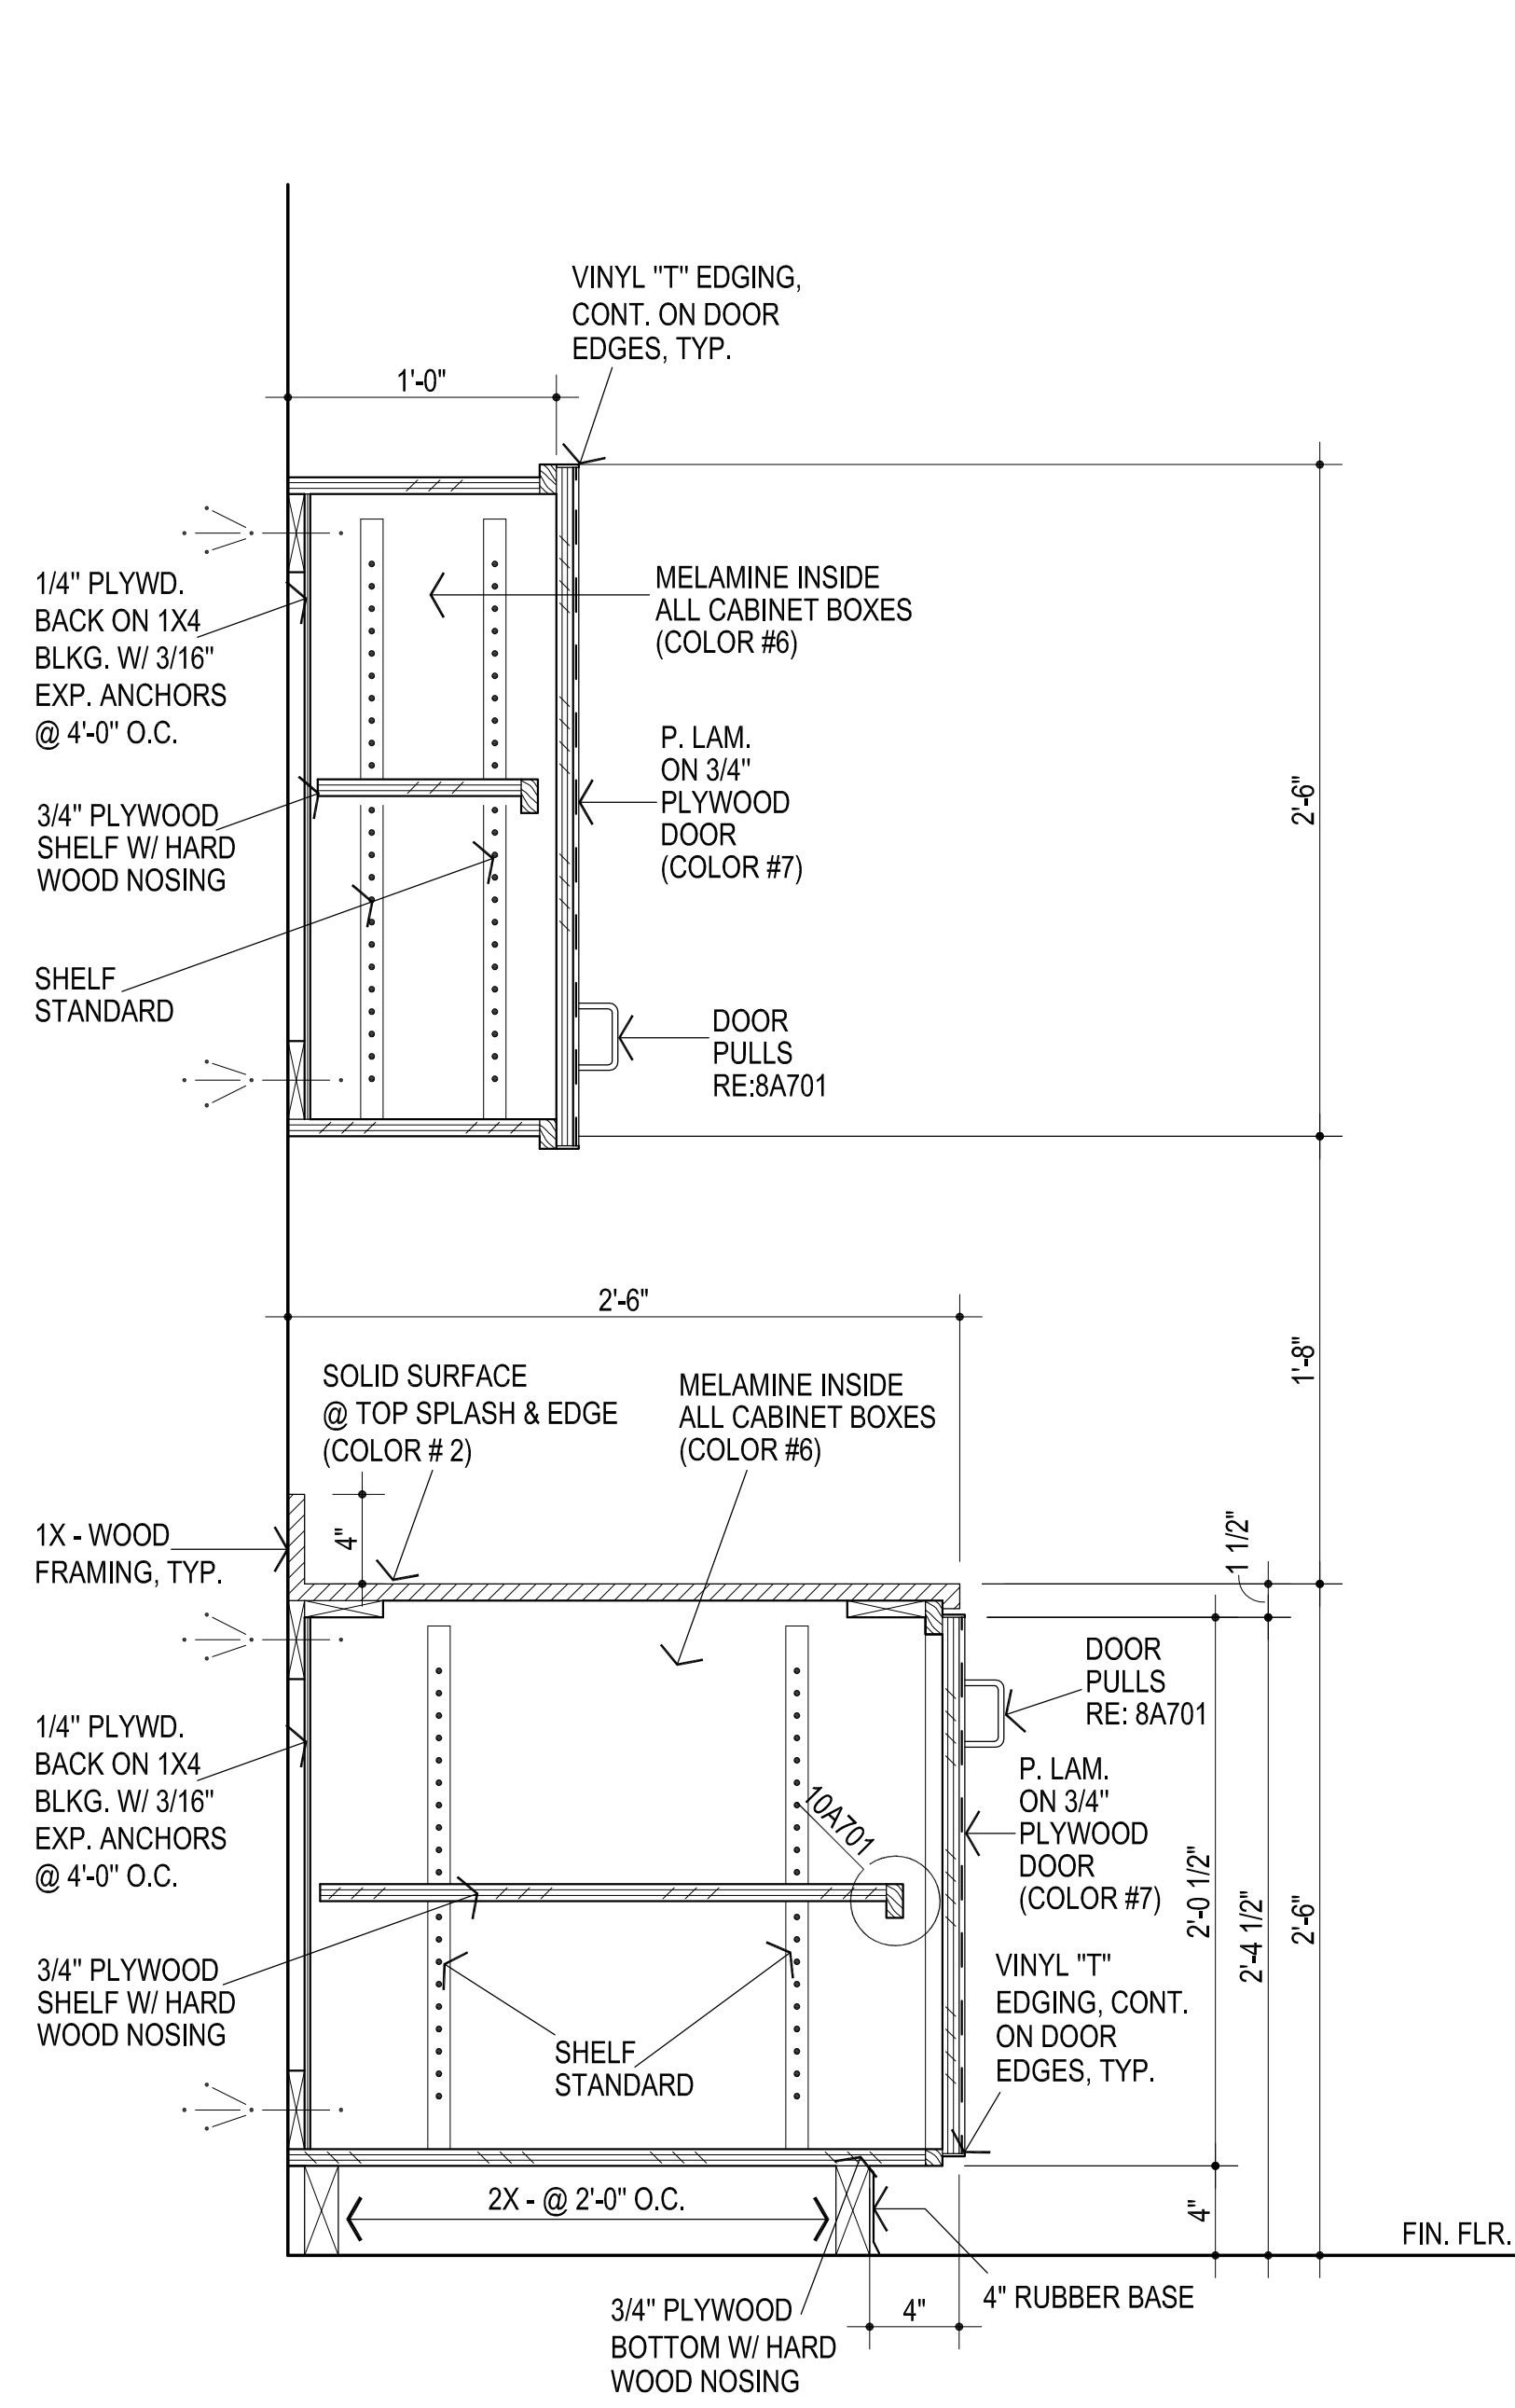 VINYL "T" EDGING,
CONT. ON DOOR
EDGES, TYP.
1'-0"
1/4" PLYWD.
BACK ON 1X4
BLKG. W/ 3/16"
EXP. ANCHORS
@ 4'-0" O.C.
MELAMINE INSIDE
ALL CABINET BOXES
(COLOR #6)
P. LAM.
ON 3/4"
PLYWOOD
DOOR
(COLOR #7)
2'-6"
3/4" PLYWOOD
SHELF W/ HARD
WOOD NOSING
SHELF
STANDARD
DOOR
PULLS
RE:8A701
2'-6"
1'-8"
SOLID SURFACE
@ TOP SPLASH & EDGE
(COLOR # 2)
MELAMINE INSIDE
ALL CABINET BOXES
(COLOR #6)
1X - WOOD
FRAMING, TYP.
4"
1 1/2"
DOOR
PULLS
RE: 8A701
1/4" PLYWD.
BACK ON 1X4
BLKG. W/ 3/16"
EXP. ANCHORS
@ 4'-0" O.C.
10A701
P. LAM.
ON 3/4"
PLYWOOD
DOOR
(COLOR #7)
2'-0 1/2"
2'-4 1/2"
2'-6"
3/4" PLYWOOD
SHELF W/ HARD
WOOD NOSING
SHELF
STANDARD
VINYL "T"
EDGING, CONT.
ON DOOR
EDGES, TYP.
2X - @ 2'-0" O.C.
4"
FIN. FLR.
4" RUBBER BASE
4"
3/4" PLYWOOD
BOTTOM W/ HARD
WOOD NOSING